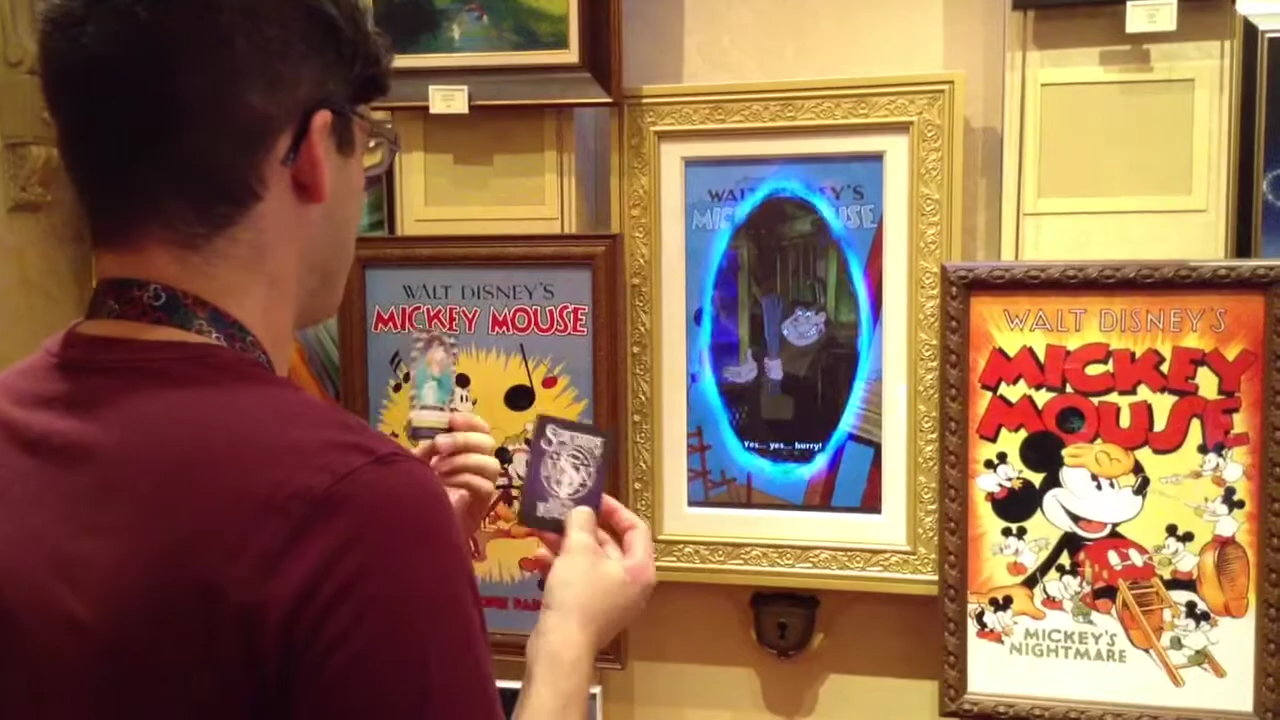 WALT DISNEY'S
MICKEY MOUSE
WALT DISNEY'S
MICKEY MOUSE
Yes... yes... hurry!
WALT DISNEY'S
MICKEY
MOUSE
MICKEY'S
NIGHTMARE